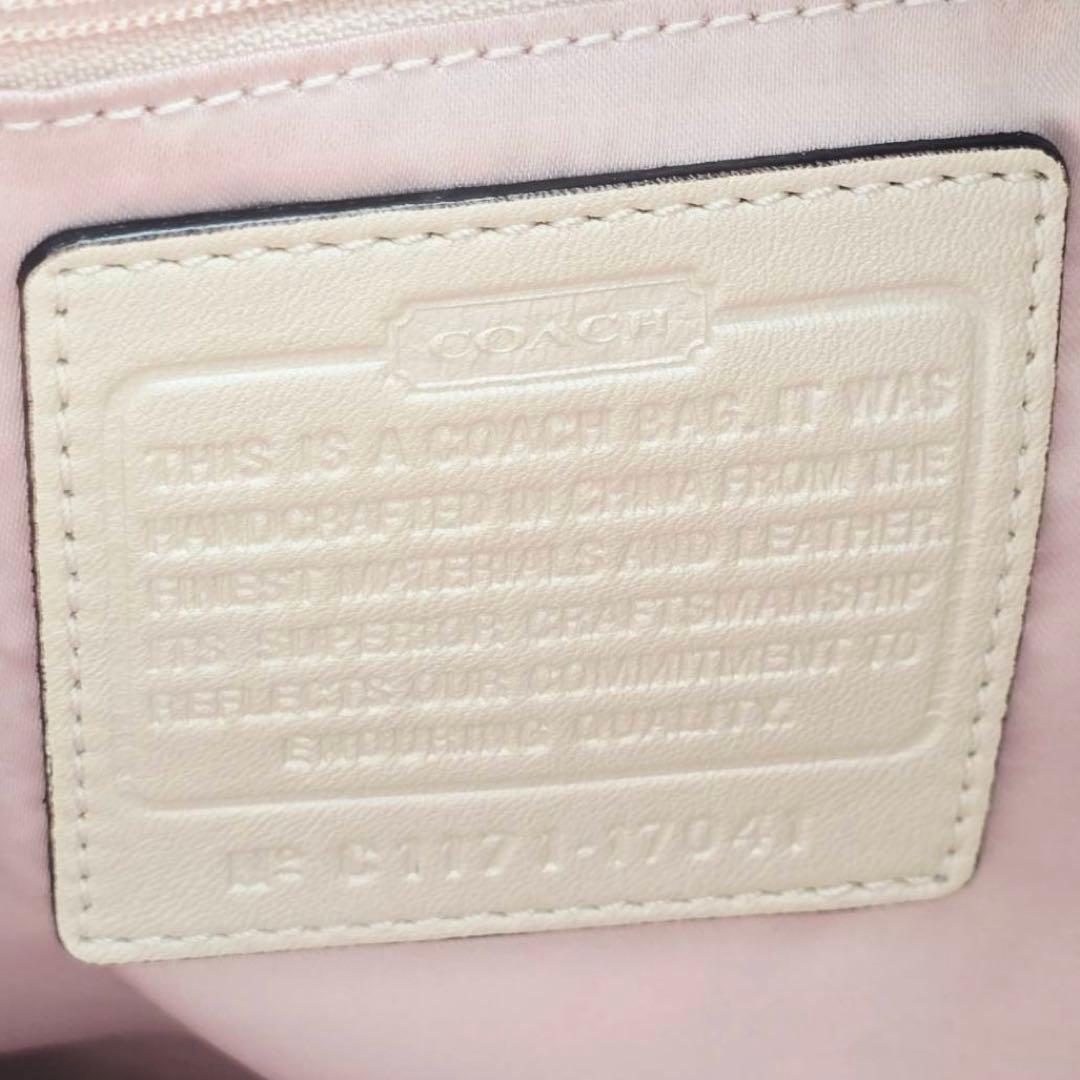 COACH
THIS IS A COACH BAG. IT WAS
HANDCRAFTED IN CHINA FROM THE
FINEST MATERIALS AND LEATHER.
ITS SUPERIOR CRAFTSMANSHIP
REFLECTS OUR COMMITMENT TO
ENDURING QUALITY.
Nº C1171-17041